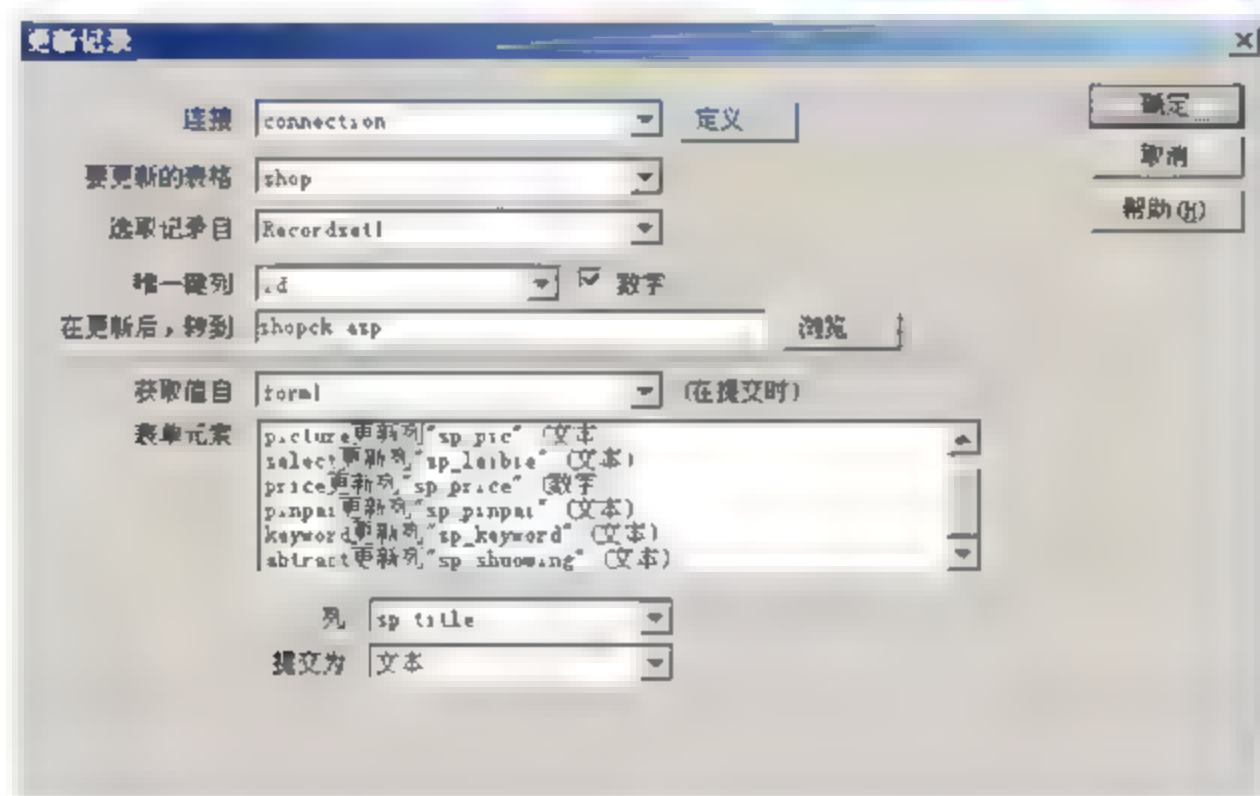 更新记录
连接 connection 定义 确定
取消
要更新的表格 shop
选取记录自 Recordset1 帮助(H)
唯一键列 id 数字
在更新后，转到 shopck.asp 浏览
获取值自 form1 (在提交时)
表单元素 picture更新列"sp_pic" (文本
select更新列"sp_leibie" (文本)
price更新列"sp_price" (数字
pinpai更新列"sp_pinpai" (文本)
keyword更新列"sp_keyword" (文本)
abtract更新列"sp_shuoming" (文本)
列 sp_title
提交为 文本